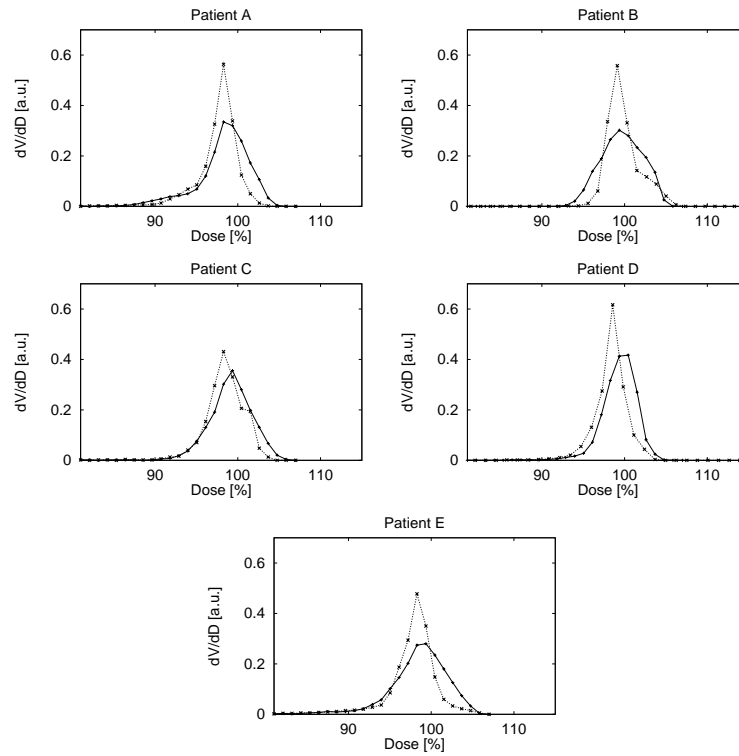 Patient A
dV/dD [a.u.]
0.6
0.4
0.2
0
90 100 110
Dose [%]
Patient B
dV/dD [a.u.]
0.6
0.4
0.2
0
90 100 110
Dose [%]
Patient C
dV/dD [a.u.]
0.6
0.4
0.2
0
90 100 110
Dose [%]
Patient D
dV/dD [a.u.]
0.6
0.4
0.2
0
90 100 110
Dose [%]
Patient E
dV/dD [a.u.]
0.6
0.4
0.2
0
90 100 110
Dose [%]